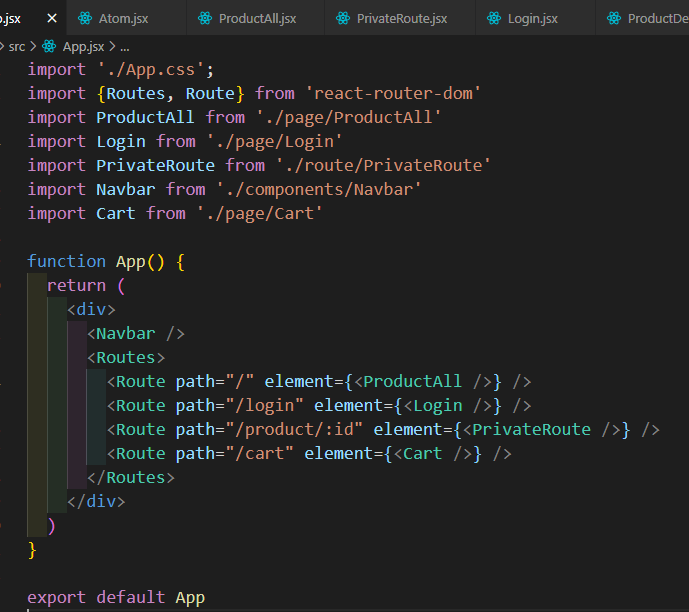 .jsx × Atom.jsx ProductAll.jsx PrivateRoute.jsx Login.jsx ProductDe
src > App.jsx > ...
import './App.css';
import {Routes, Route} from 'react-router-dom'
import ProductAll from './page/ProductAll'
import Login from './page/Login'
import PrivateRoute from './route/PrivateRoute'
import Navbar from './components/Navbar'
import Cart from './page/Cart'
function App() {
return (
<div>
<Navbar />
<Routes>
<Route path="/" element={<ProductAll />} />
<Route path="/login" element={<Login />} />
<Route path="/product/:id" element={<PrivateRoute />} />
<Route path="/cart" element={<Cart />} />
</Routes>
</div>
)
}
export default App